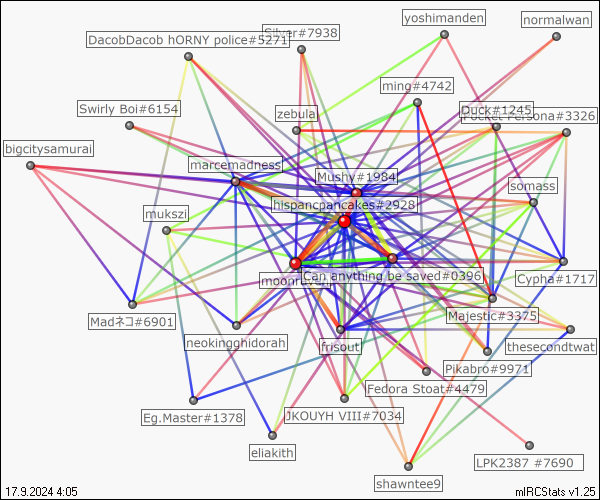 yoshimanden
normalwan
Silver#7938
DacobDacob hORNY police#5271
ming#4742
Swirly Boi#6154
zebula
Duck#1245
Persona#3326
bigcitysamurai
marcemadness
Mushy#1984
somass
hispancpancakes#2928
mukszi
moonraven
Can anything be saved#0396
Cypha#1717
Madネコ#6901
Majestic#3375
neokingghidorah
frisout
thesecondtwat
Pikabro#9971
Fedora Stoat#4479
Eg.Master#1378
JKOUYH VIII#7034
eliakith
LPK2387 #7690
shawntee9
17.9.2024 4:05
mIRCStats v1.25